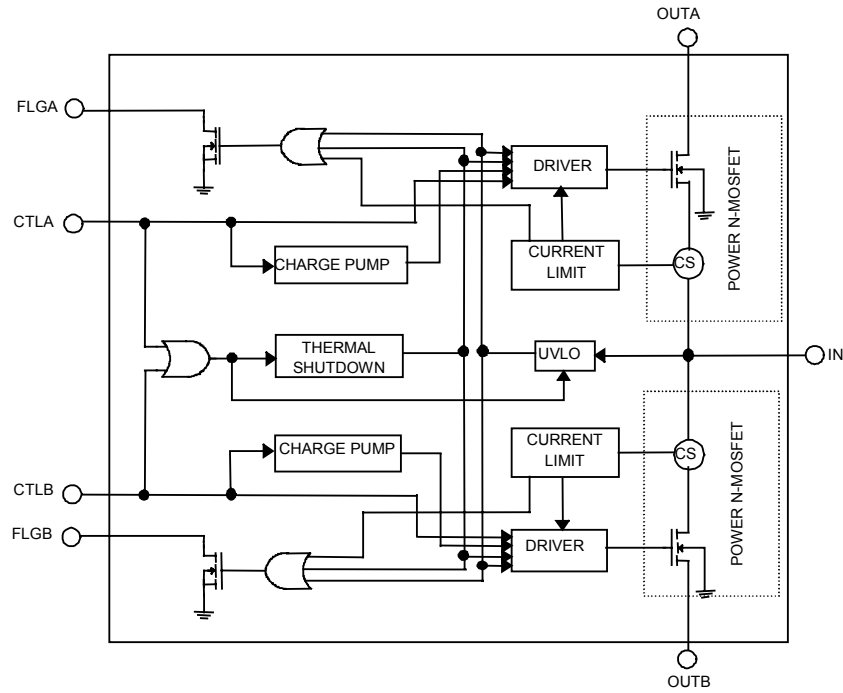 OUTA
FLGA
DRIVER
POWER N-MOSFET
CTLA
CHARGE PUMP
CURRENT
LIMIT
CS
THERMAL
SHUTDOWN
UVLO
IN
CHARGE PUMP
CURRENT
LIMIT
CS
POWER N-MOSFET
CTLB
FLGB
DRIVER
OUTB